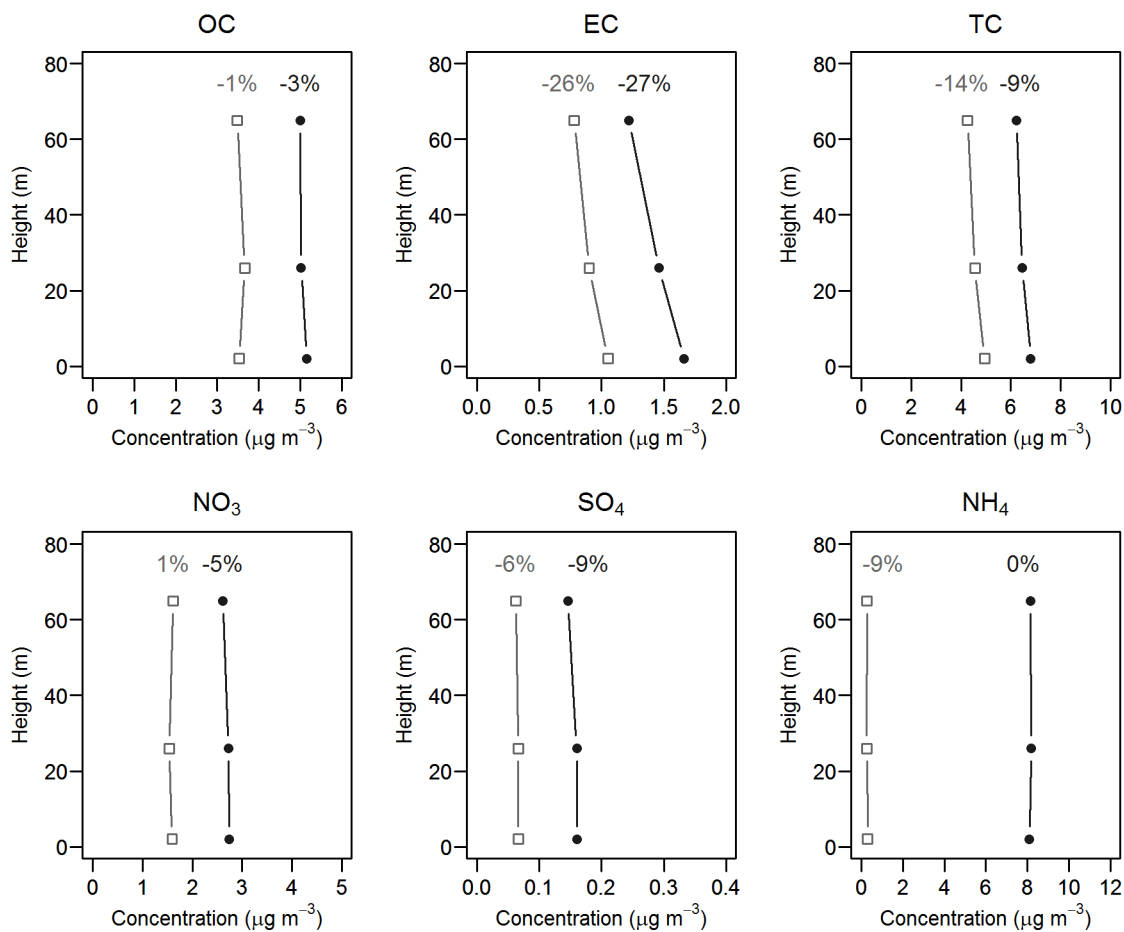 OC
EC
TC
80
60
40
20
0
Height (m)
-1% -3%
0 1 2 3 4 5 6
Concentration (μg m⁻³)
80
60
40
20
0
Height (m)
-26% -27%
0.0 0.5 1.0 1.5 2.0
Concentration (μg m⁻³)
80
60
40
20
0
Height (m)
-14% -9%
0 2 4 6 8 10
Concentration (μg m⁻³)
NO₃
SO₄
NH₄
80
60
40
20
0
Height (m)
1% -5%
0 1 2 3 4 5
Concentration (μg m⁻³)
80
60
40
20
0
Height (m)
-6% -9%
0.0 0.1 0.2 0.3 0.4
Concentration (μg m⁻³)
80
60
40
20
0
Height (m)
-9% 0%
0 2 4 6 8 10 12
Concentration (μg m⁻³)